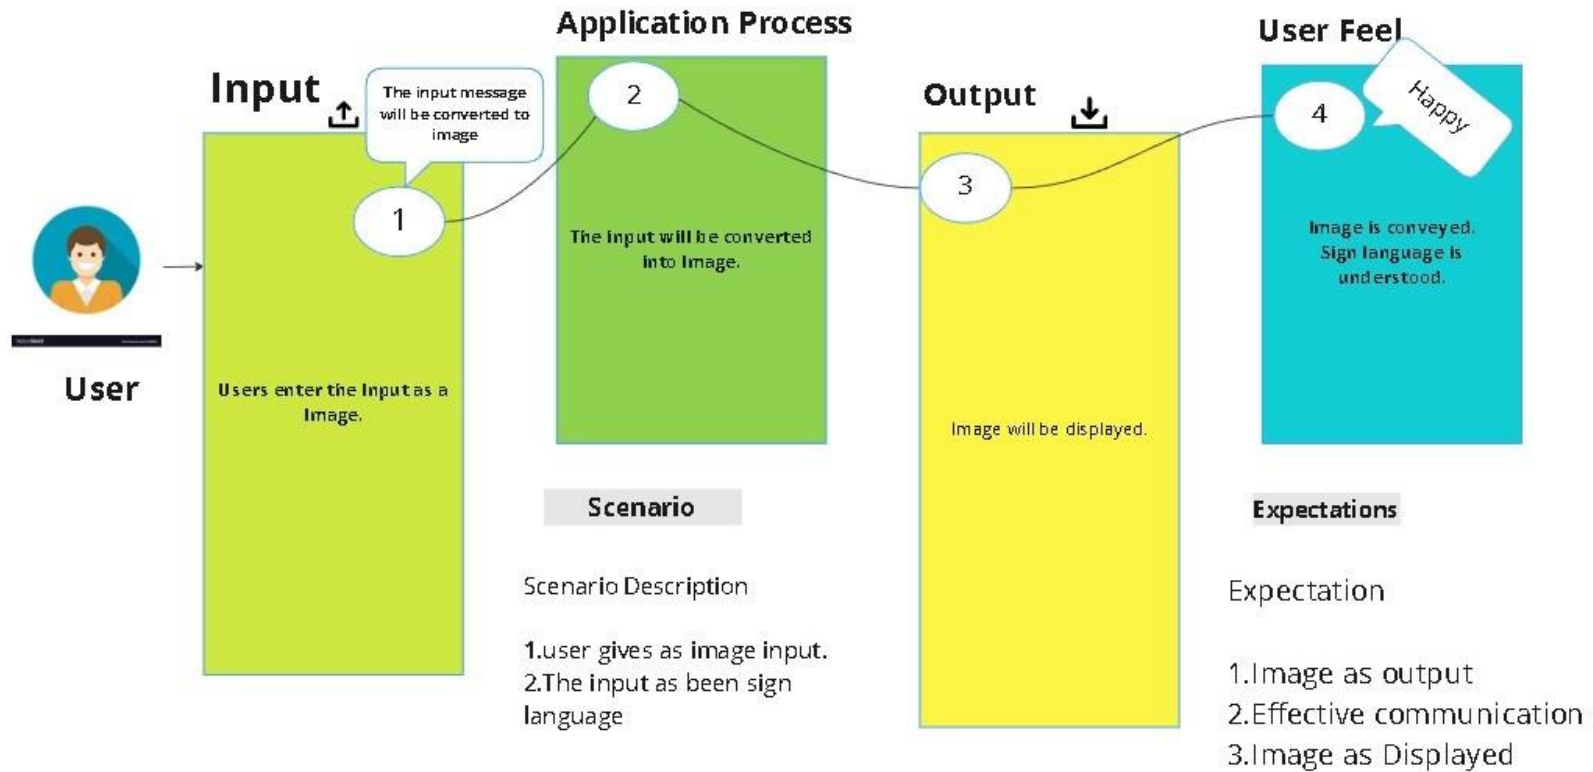 Application Process
User Feel
Input
Output
The input message
will be converted to
image
1
2
3
4
Happy
User
Users enter the Input as a
Image.
The input will be converted
into Image.
Image will be displayed.
Image is conveyed.
Sign language is
understood.
Scenario
Scenario Description
1.user gives as image input.
2.The input as been sign
language
Expectations
Expectation
1.Image as output
2.Effective communication
3.Image as Displayed